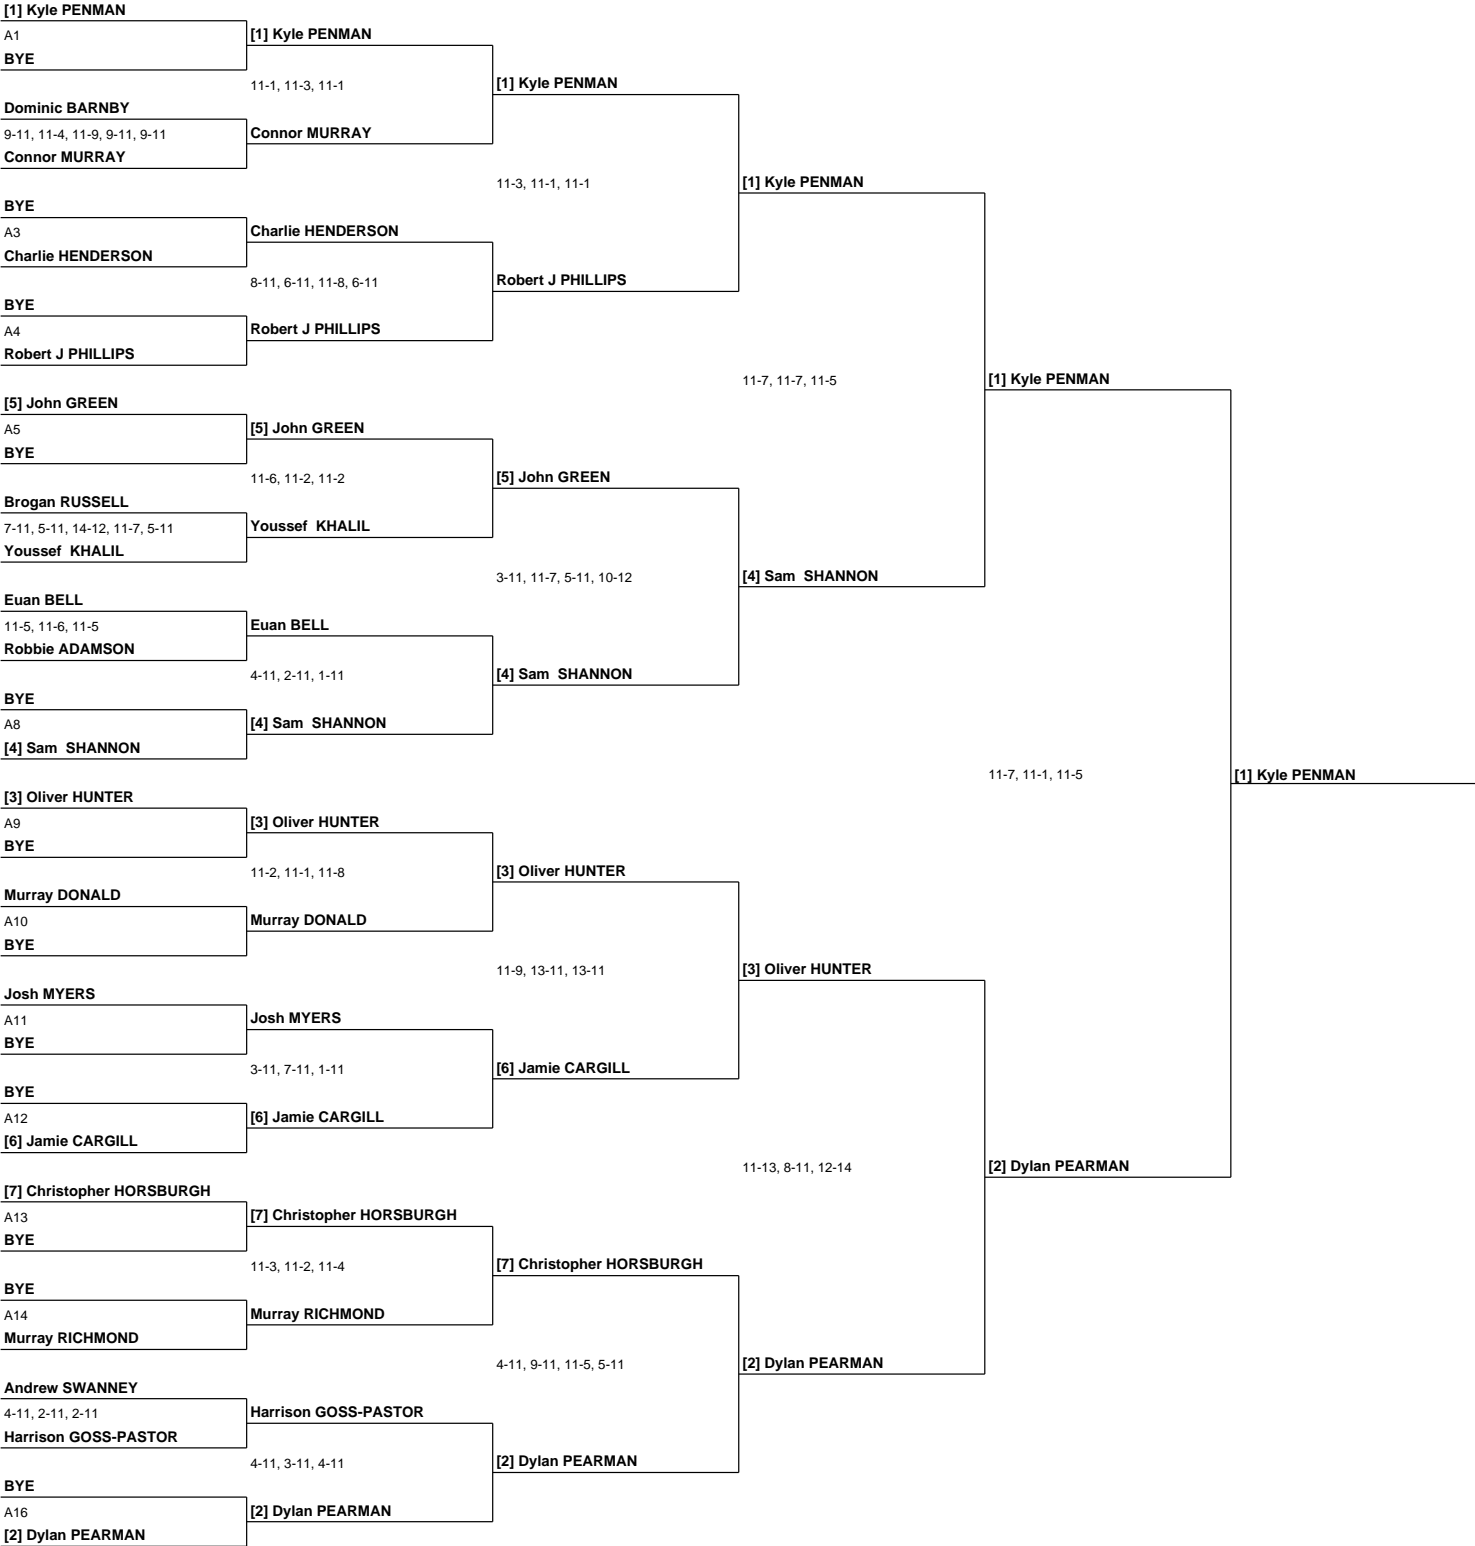 [1] Kyle PENMAN
A1
BYE
Dominic BARNBY
9-11, 11-4, 11-9, 9-11, 9-11
Connor MURRAY
BYE
A3
Charlie HENDERSON
BYE
A4
Robert J PHILLIPS
[5] John GREEN
A5
BYE
Brogan RUSSELL
7-11, 5-11, 14-12, 11-7, 5-11
Youssef  KHALIL
Euan BELL
11-5, 11-6, 11-5
Robbie ADAMSON
BYE
A8
[4] Sam  SHANNON
[3] Oliver HUNTER
A9
BYE
Murray DONALD
A10
BYE
Josh MYERS
A11
BYE
BYE
A12
[6] Jamie CARGILL
[7] Christopher HORSBURGH
A13
BYE
BYE
A14
Murray RICHMOND
Andrew SWANNEY
4-11, 2-11, 2-11
Harrison GOSS-PASTOR
BYE
A16
[2] Dylan PEARMAN
[1] Kyle PENMAN
11-1, 11-3, 11-1
Connor MURRAY
Charlie HENDERSON
8-11, 6-11, 11-8, 6-11
Robert J PHILLIPS
[5] John GREEN
11-6, 11-2, 11-2
Youssef  KHALIL
Euan BELL
4-11, 2-11, 1-11
[4] Sam  SHANNON
[3] Oliver HUNTER
11-2, 11-1, 11-8
Murray DONALD
Josh MYERS
3-11, 7-11, 1-11
[6] Jamie CARGILL
[7] Christopher HORSBURGH
11-3, 11-2, 11-4
Murray RICHMOND
Harrison GOSS-PASTOR
4-11, 3-11, 4-11
[2] Dylan PEARMAN
[1] Kyle PENMAN
11-3, 11-1, 11-1
Robert J PHILLIPS
[5] John GREEN
3-11, 11-7, 5-11, 10-12
[4] Sam  SHANNON
[3] Oliver HUNTER
11-9, 13-11, 13-11
[6] Jamie CARGILL
[7] Christopher HORSBURGH
4-11, 9-11, 11-5, 5-11
[2] Dylan PEARMAN
[1] Kyle PENMAN
11-7, 11-7, 11-5
[4] Sam  SHANNON
[3] Oliver HUNTER
11-13, 8-11, 12-14
[2] Dylan PEARMAN
[1] Kyle PENMAN
11-7, 11-1, 11-5
[2] Dylan PEARMAN
[1] Kyle PENMAN